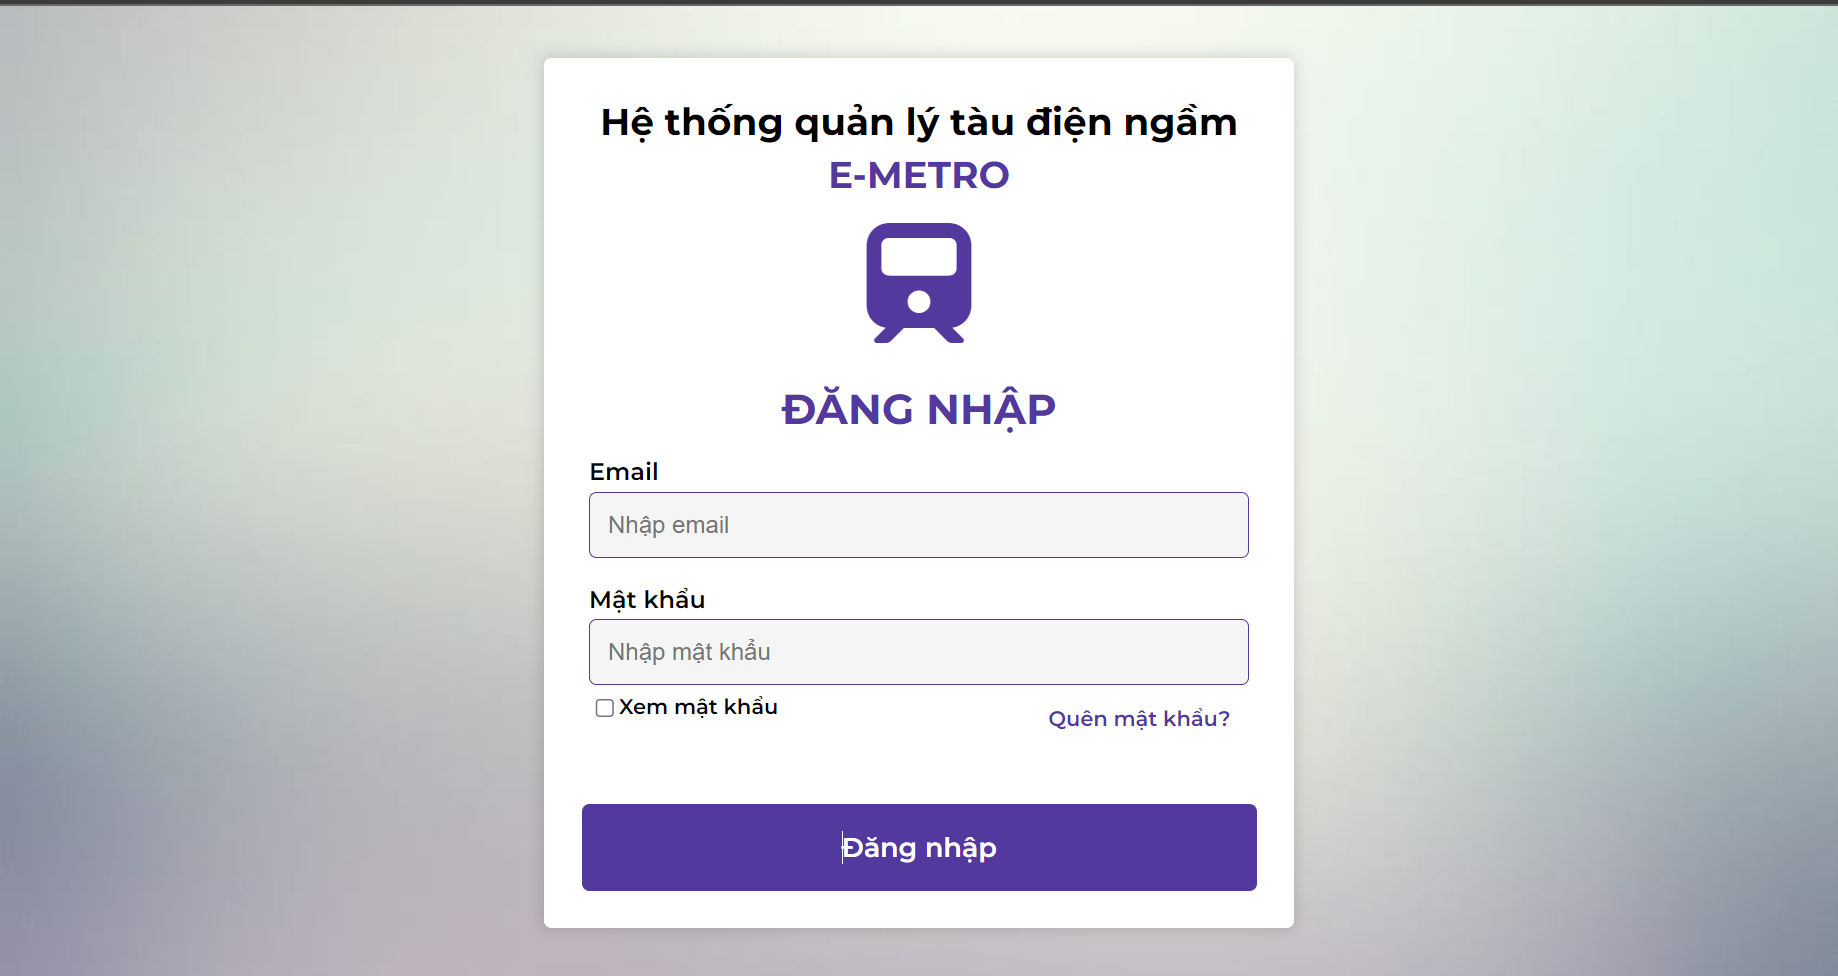 Hệ thống quản lý tàu điện ngầm
E-METRO
ĐĂNG NHẬP
Email
Nhập email
Mật khẩu
Nhập mật khẩu
Xem mật khẩu
Quên mật khẩu?
Đăng nhập